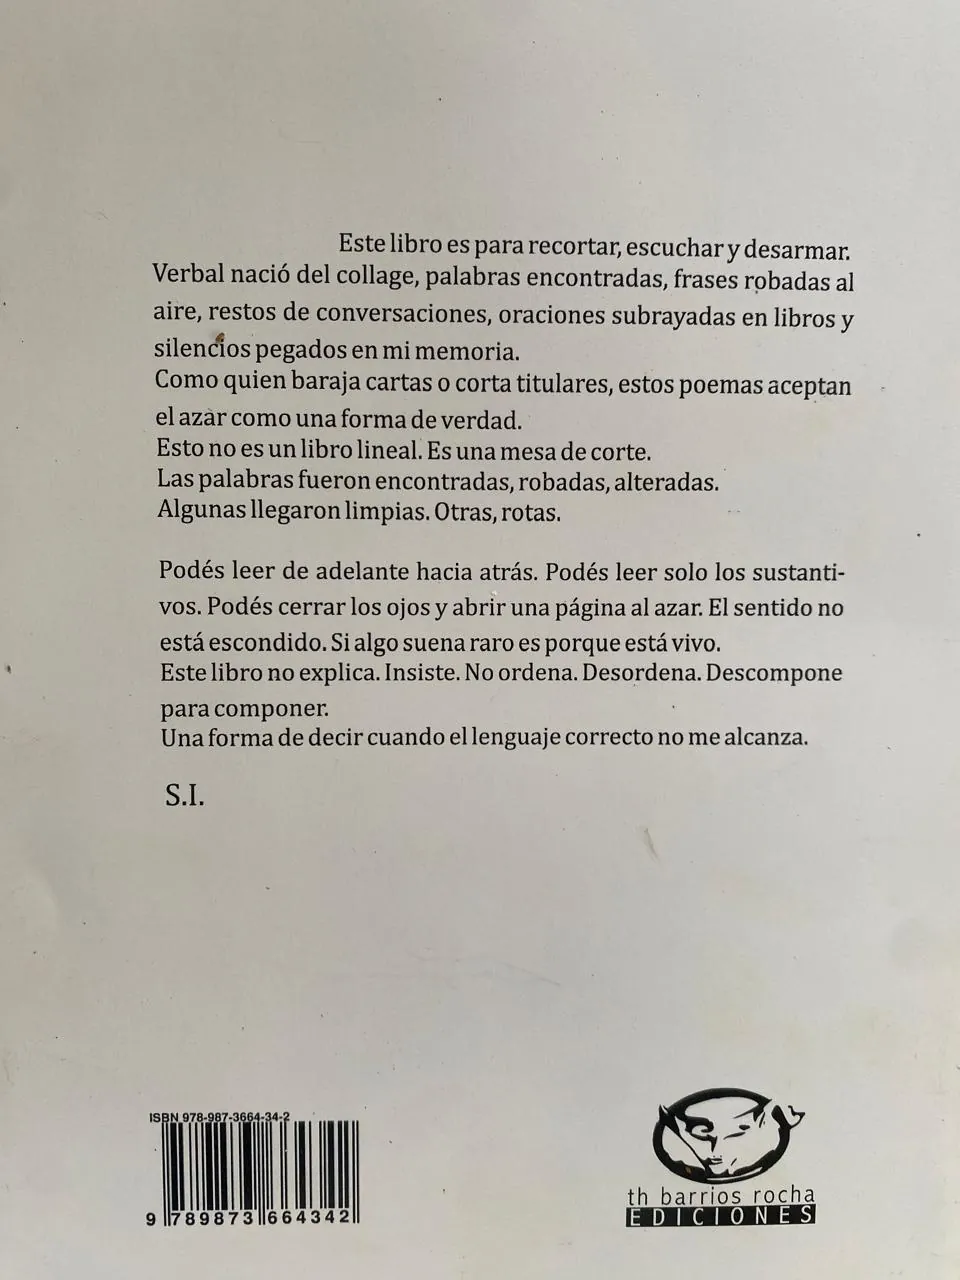 Este libro es para recortar, escuchar y desarmar.
Verbal nació del collage, palabras encontradas, frases robadas al
aire, restos de conversaciones, oraciones subrayadas en libros y
silencios pegados en mi memoria.
Como quien baraja cartas o corta titulares, estos poemas aceptan
el azar como una forma de verdad.
Esto no es un libro lineal. Es una mesa de corte.
Las palabras fueron encontradas, robadas, alteradas.
Algunas llegaron limpias. Otras, rotas.
Podés leer de adelante hacia atrás. Podés leer solo los sustanti-
vos. Podés cerrar los ojos y abrir una página al azar. El sentido no
está escondido. Si algo suena raro es porque está vivo.
Este libro no explica. Insiste. No ordena. Desordena. Descompone
para componer.
Una forma de decir cuando el lenguaje correcto no me alcanza.
S.I.
ISBN 978-987-3664-34-2
9 789873 664342
th barrios rocha
EDICIONES